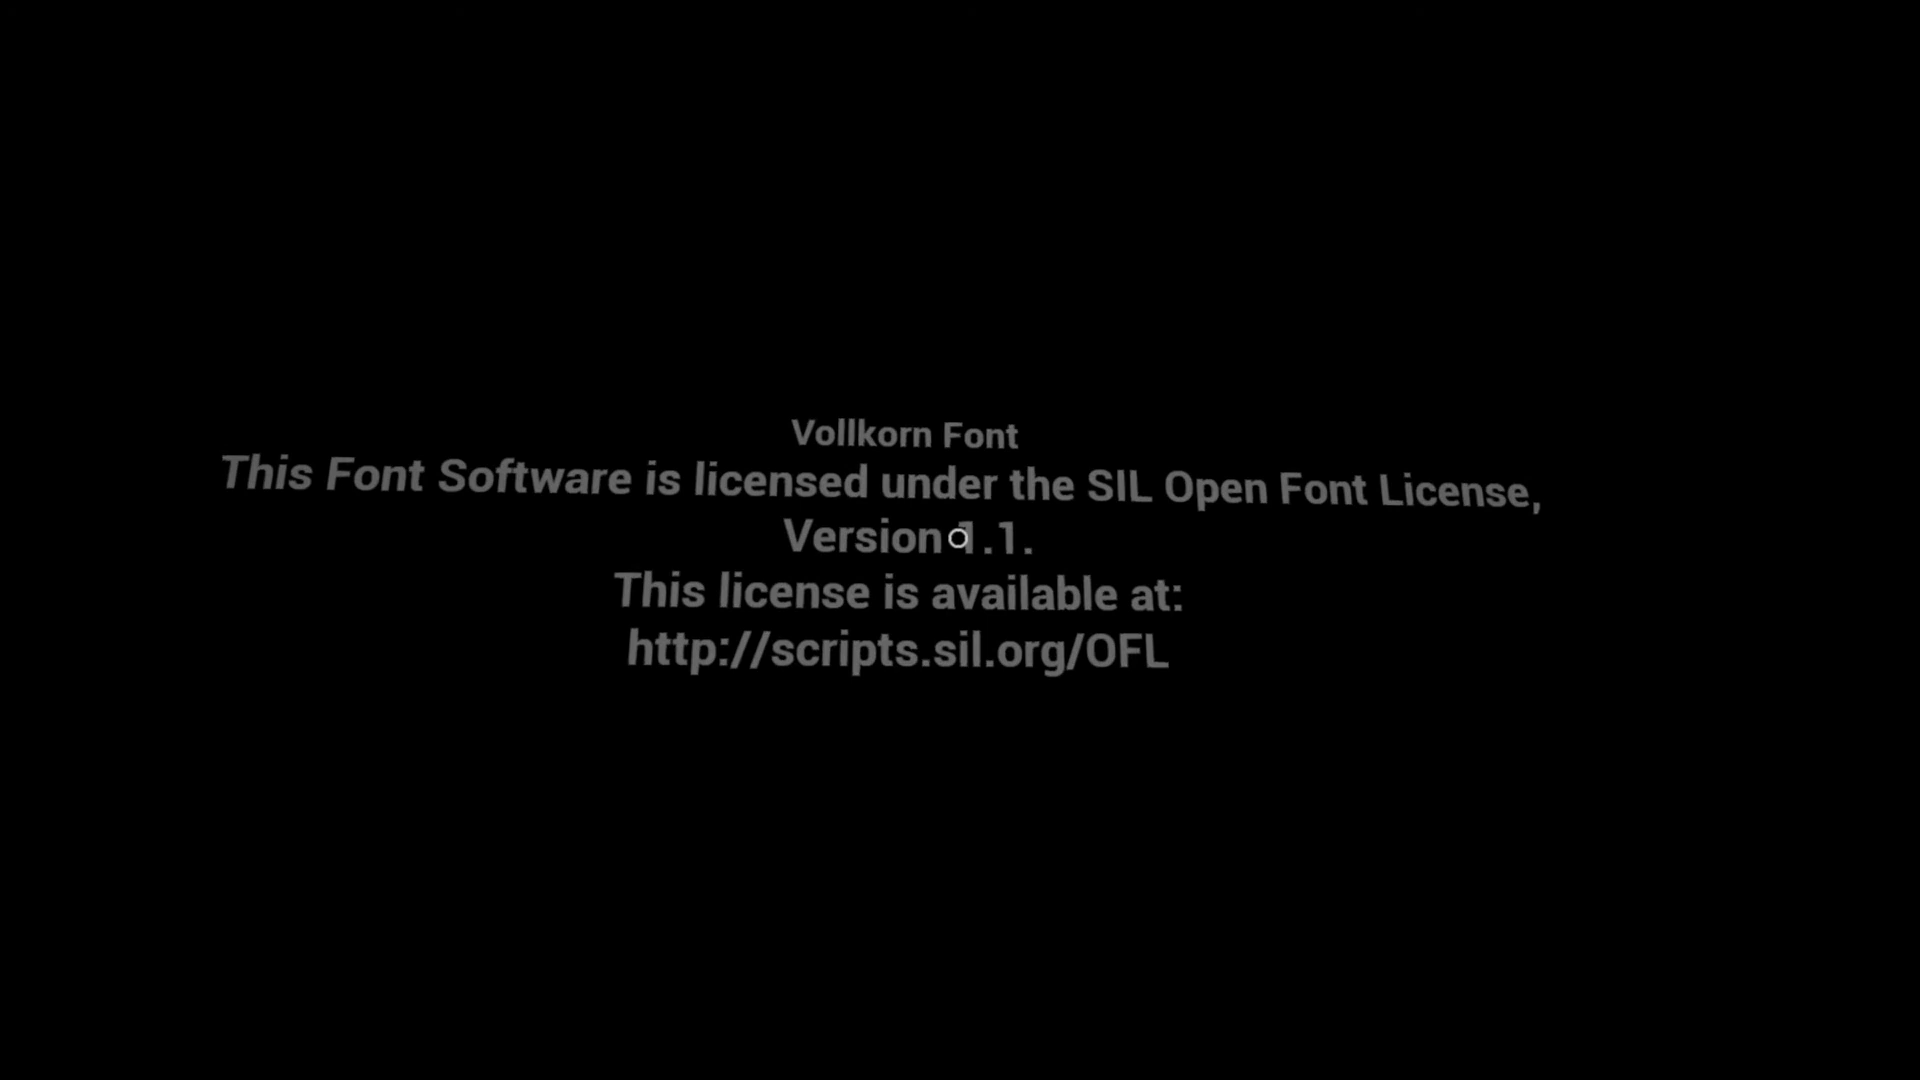 Vollkorn Font
This Font Software is licensed under the SIL Open Font License,
Version 1.1.
This license is available at:
http://scripts.sil.org/OFL